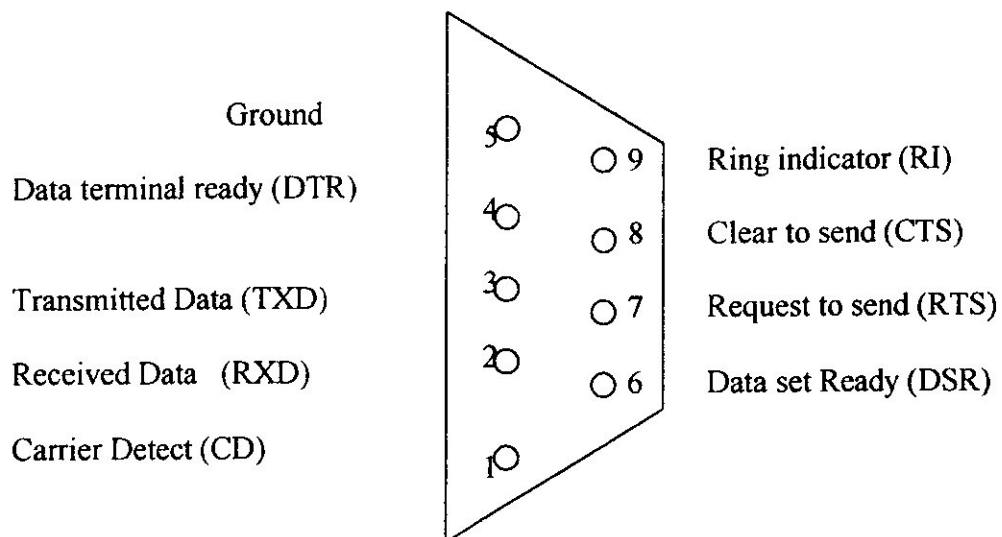 Ground
Data terminal ready (DTR)
Transmitted Data (TXD)
Received Data (RXD)
Carrier Detect (CD)
5
4
3
2
1
9
8
7
6
Ring indicator (RI)
Clear to send (CTS)
Request to send (RTS)
Data set Ready (DSR)